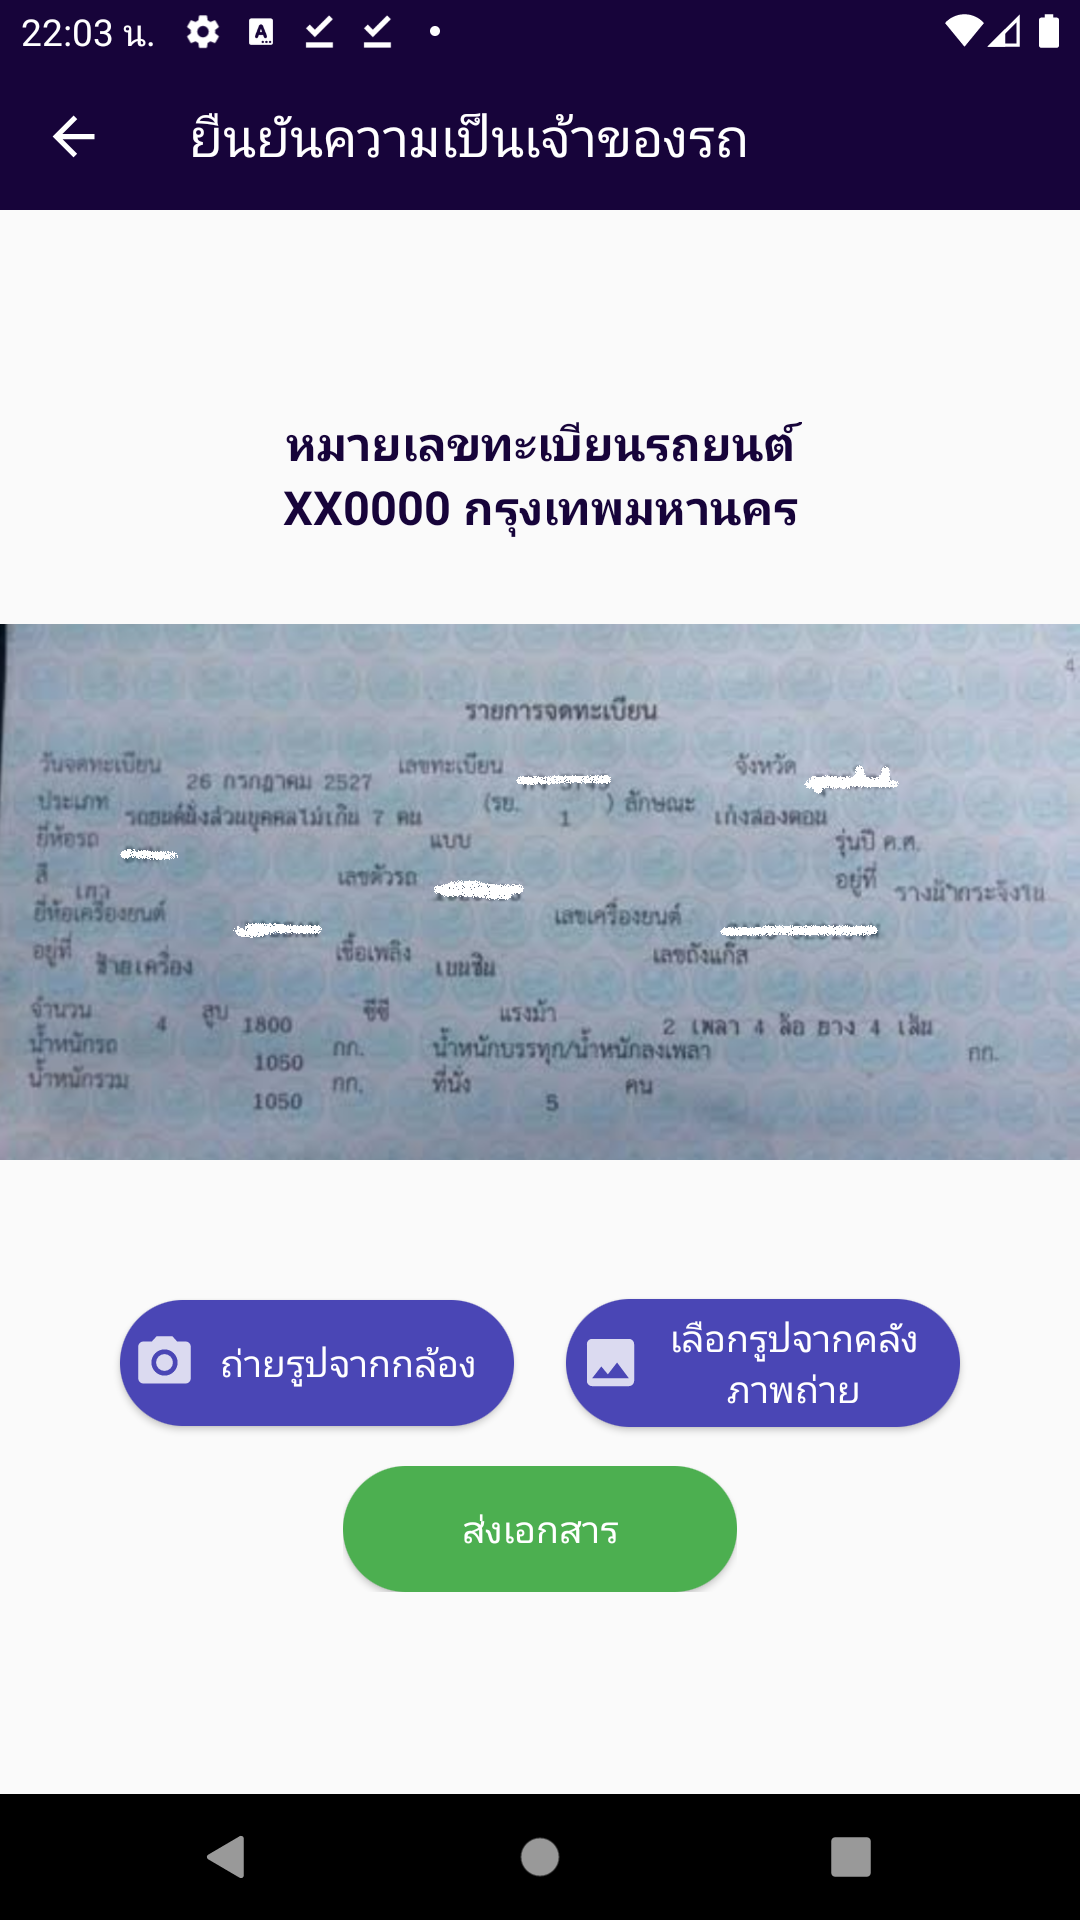 22:03 น.
ยืนยันความเป็นเจ้าของรถ
หมายเลขทะเบียนรถยนต์
XX0000 กรุงเทพมหานคร
4
รายการจดทะเบียน
วันจดทะเบียน 26 กรกฎาคม 2527 เลขทะเบียน จังหวัด
ประเภท รถยนต์นั่งส่วนบุคคลไม่เกิน 7 คน (รย. 1 ) ลักษณะ เก๋งสองตอน
ยี่ห้อรถ แบบ รุ่นปี ค.ศ.
สี เทา เลขตัวรถ อยู่ที่
ยี่ห้อเครื่องยนต์ เลขเครื่องยนต์
อยู่ที่ ซ้ายเครื่อง เชื้อเพลิง เบนซิน เลขถังแก๊ส
จำนวน 4 สูบ 1800 ซีซี แรงม้า 2 เพลา 4 ล้อ ยาง 4 เส้น
น้ำหนักรถ 1050 กก. น้ำหนักบรรทุก/น้ำหนักลงเพลา กก.
น้ำหนักรวม 1050 กก. ที่นั่ง 5 คน
ถ่ายรูปจากกล้อง
เลือกรูปจากคลัง
ภาพถ่าย
ส่งเอกสาร